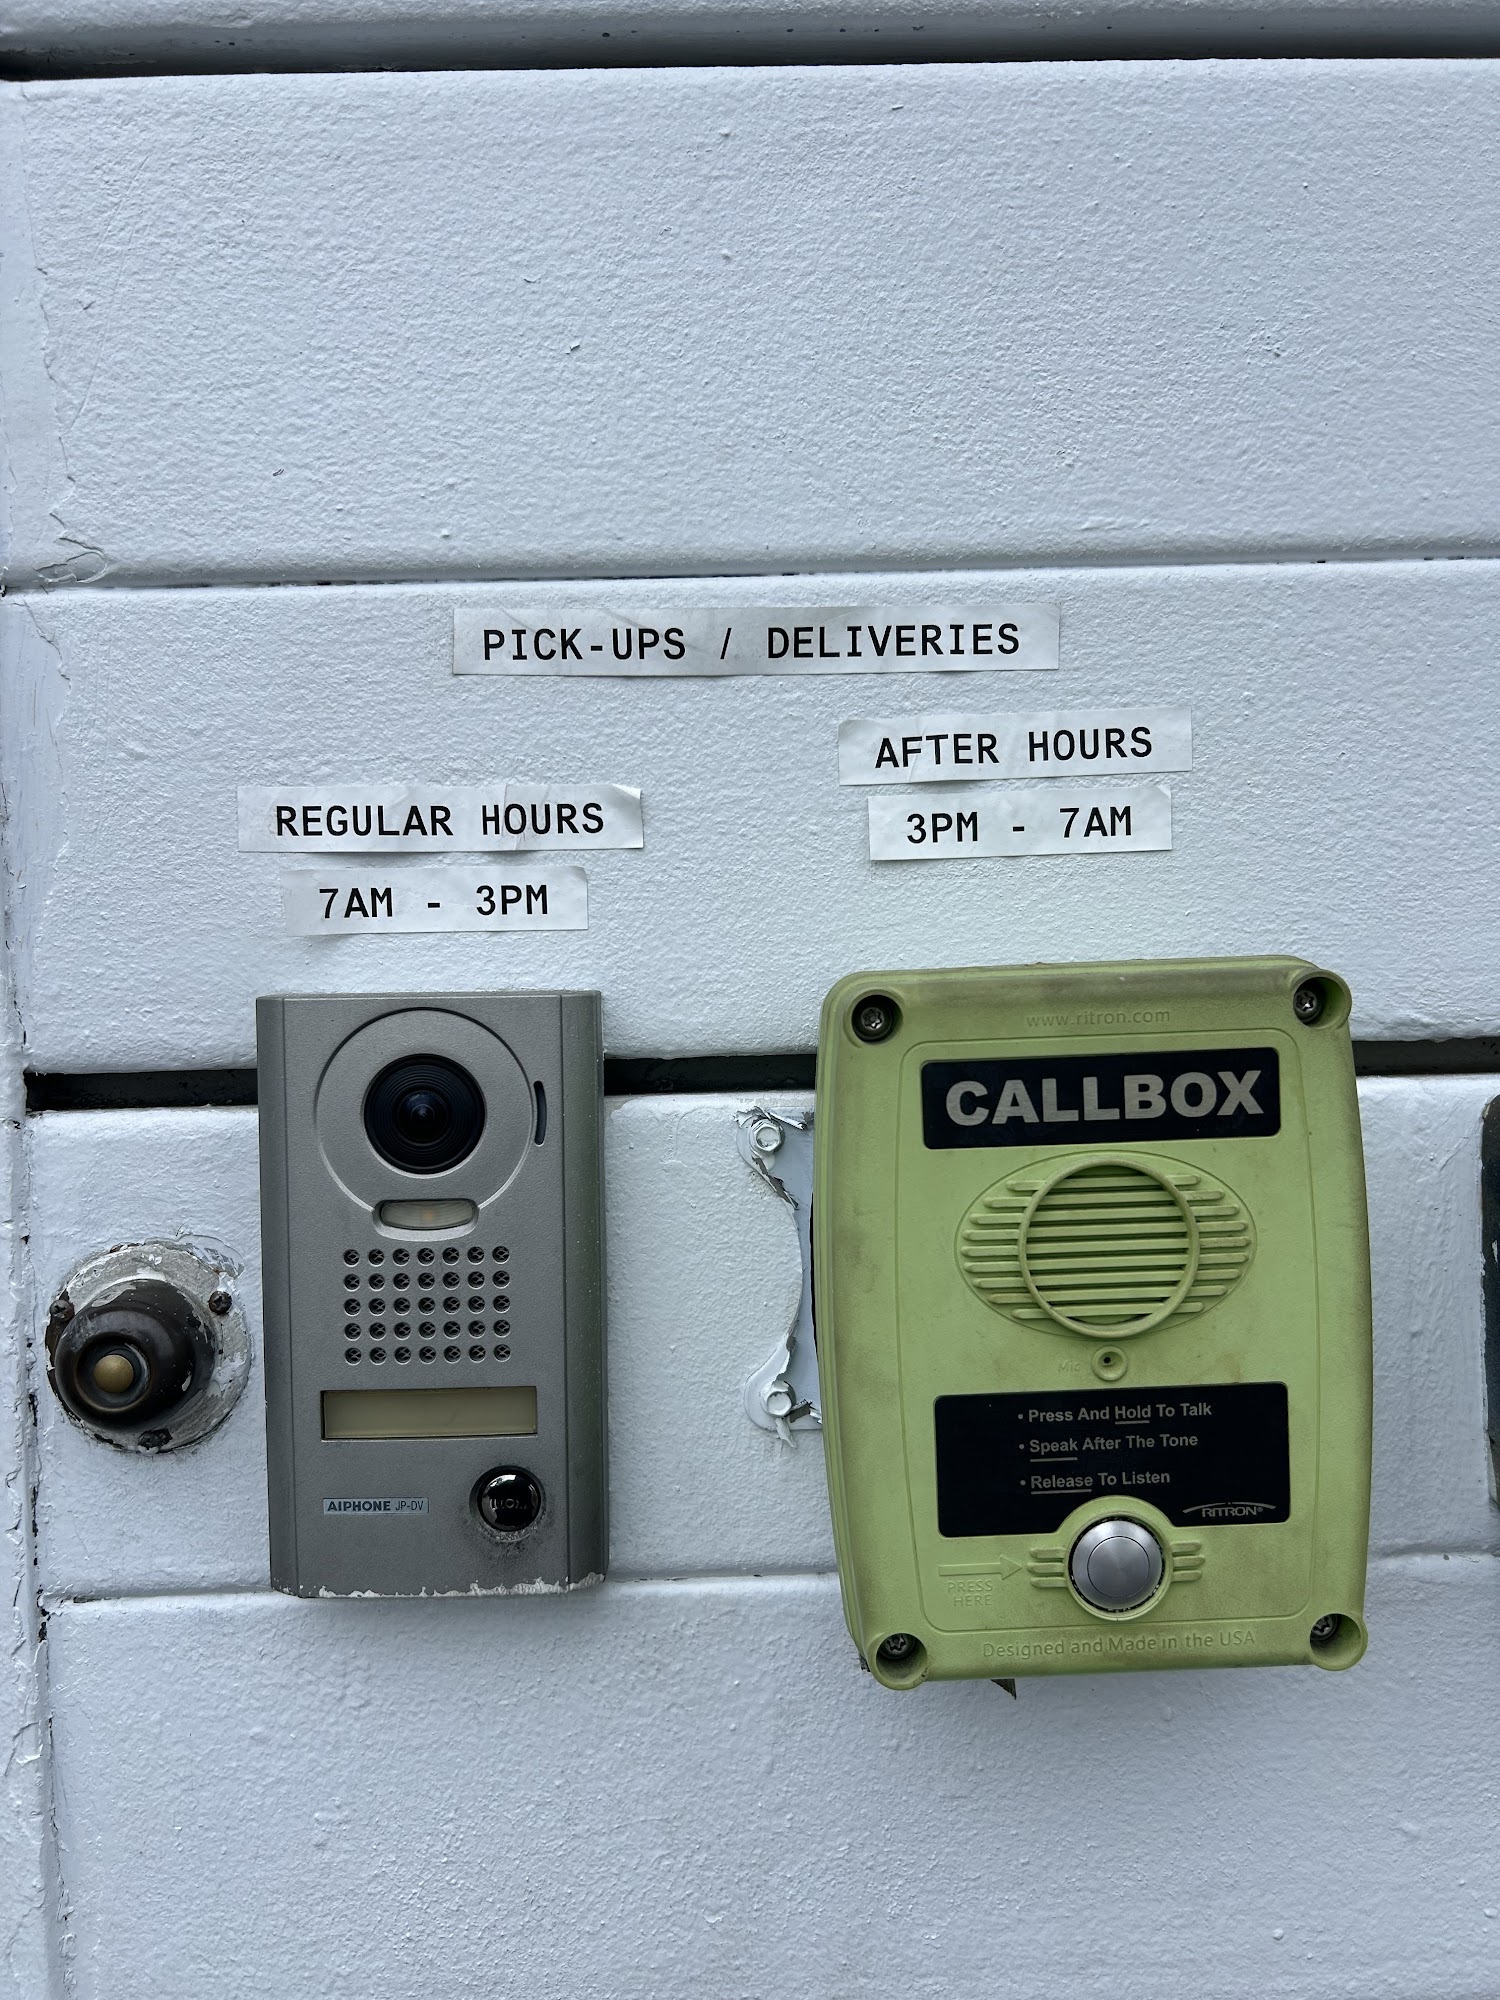 PICK-UPS / DELIVERIES
REGULAR HOURS
7AM - 3PM
AFTER HOURS
3PM - 7AM
AIPHONE JP-DV
www.ritron.com
CALLBOX
Mic
• Press And Hold To Talk
• Speak After The Tone
• Release To Listen
RITRON®
PRESS
HERE
Designed and Made in the USA